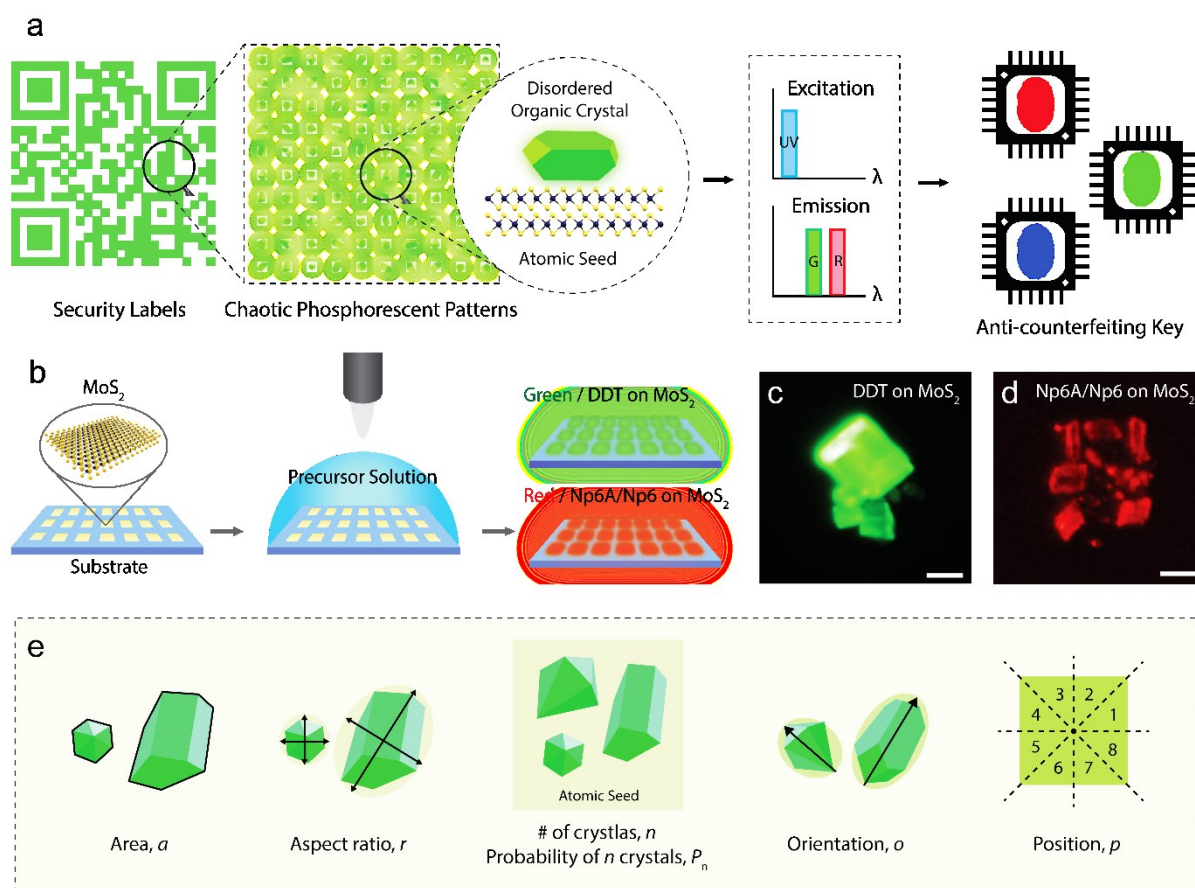 a
Disordered
Organic Crystal
Atomic Seed
Excitation
UV
λ
Emission
G
R
λ
Security Labels
Chaotic Phosphorescent Patterns
Anti-counterfeiting Key
b
MoS2
Substrate
Precursor Solution
Green / DDT on MoS2
Red / Np6A/Np6 on MoS2
c
DDT on MoS2
d
Np6A/Np6 on MoS2
e
Area, a
Aspect ratio, r
Atomic Seed
# of crystlas, n
Probability of n crystals, Pn
Orientation, o
3 2
4 1
5 8
6 7
Position, p